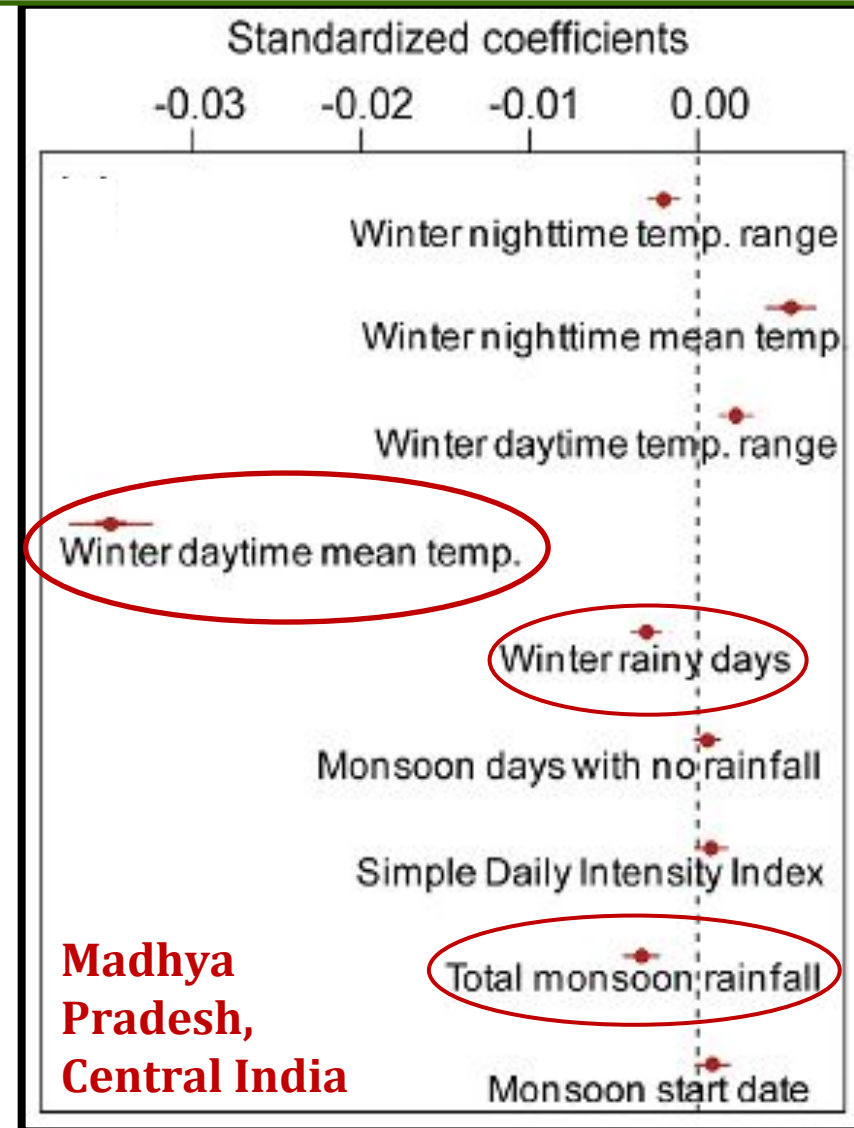 Standardized coefficients
-0.03 -0.02 -0.01 0.00
Winter nighttime temp. range
Winter nighttime mean temp.
Winter daytime temp. range
Winter daytime mean temp.
Winter rainy days
Monsoon days with no rainfall
Simple Daily Intensity Index
Total monsoon rainfall
Monsoon start date
Madhya
Pradesh,
Central India